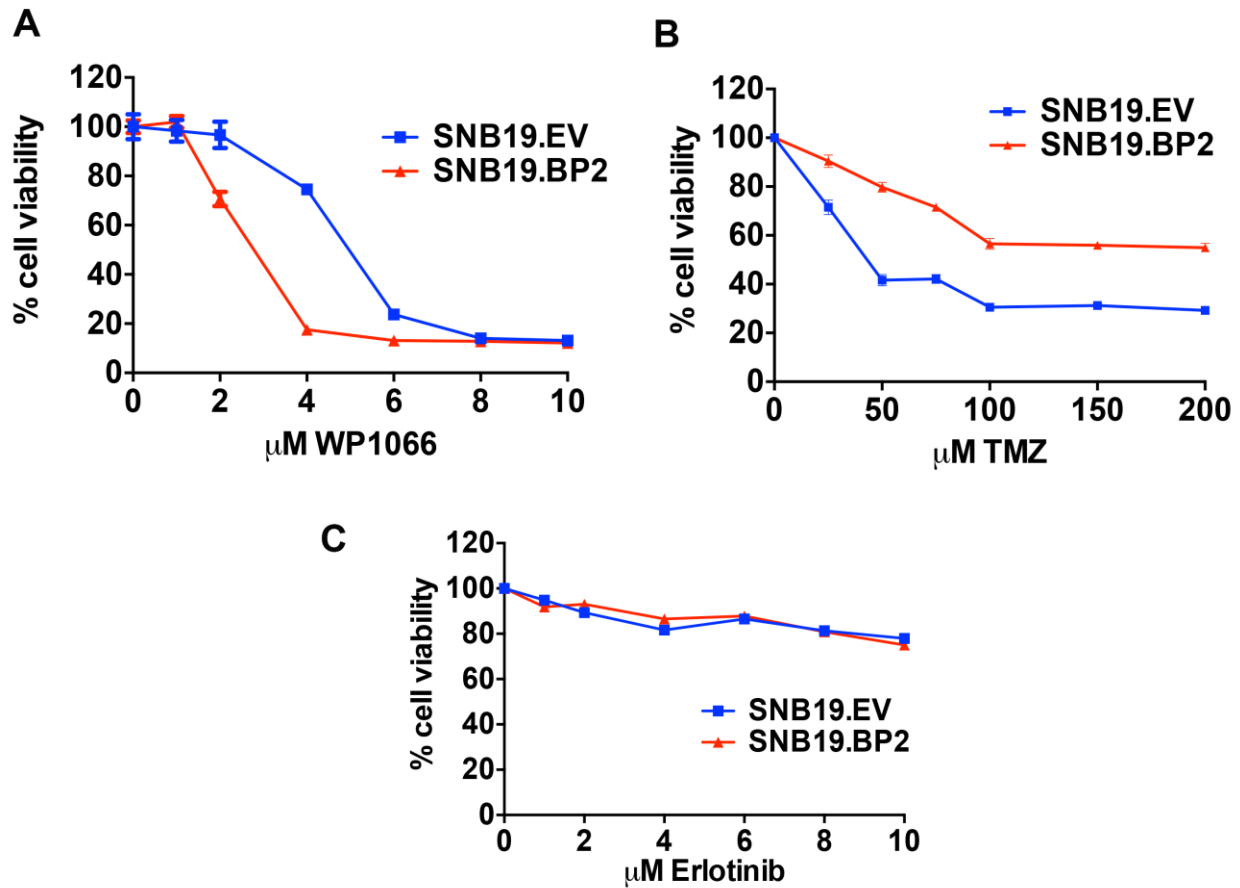 A
120
100
80
60
40
20
0
% cell viability
SNB19.EV
SNB19.BP2
0 2 4 6 8 10
μM WP1066
B
120
100
80
60
40
20
0
% cell viability
SNB19.EV
SNB19.BP2
0 50 100 150 200
μM TMZ
C
120
100
80
60
40
20
0
% cell viability
SNB19.EV
SNB19.BP2
0 2 4 6 8 10
μM Erlotinib